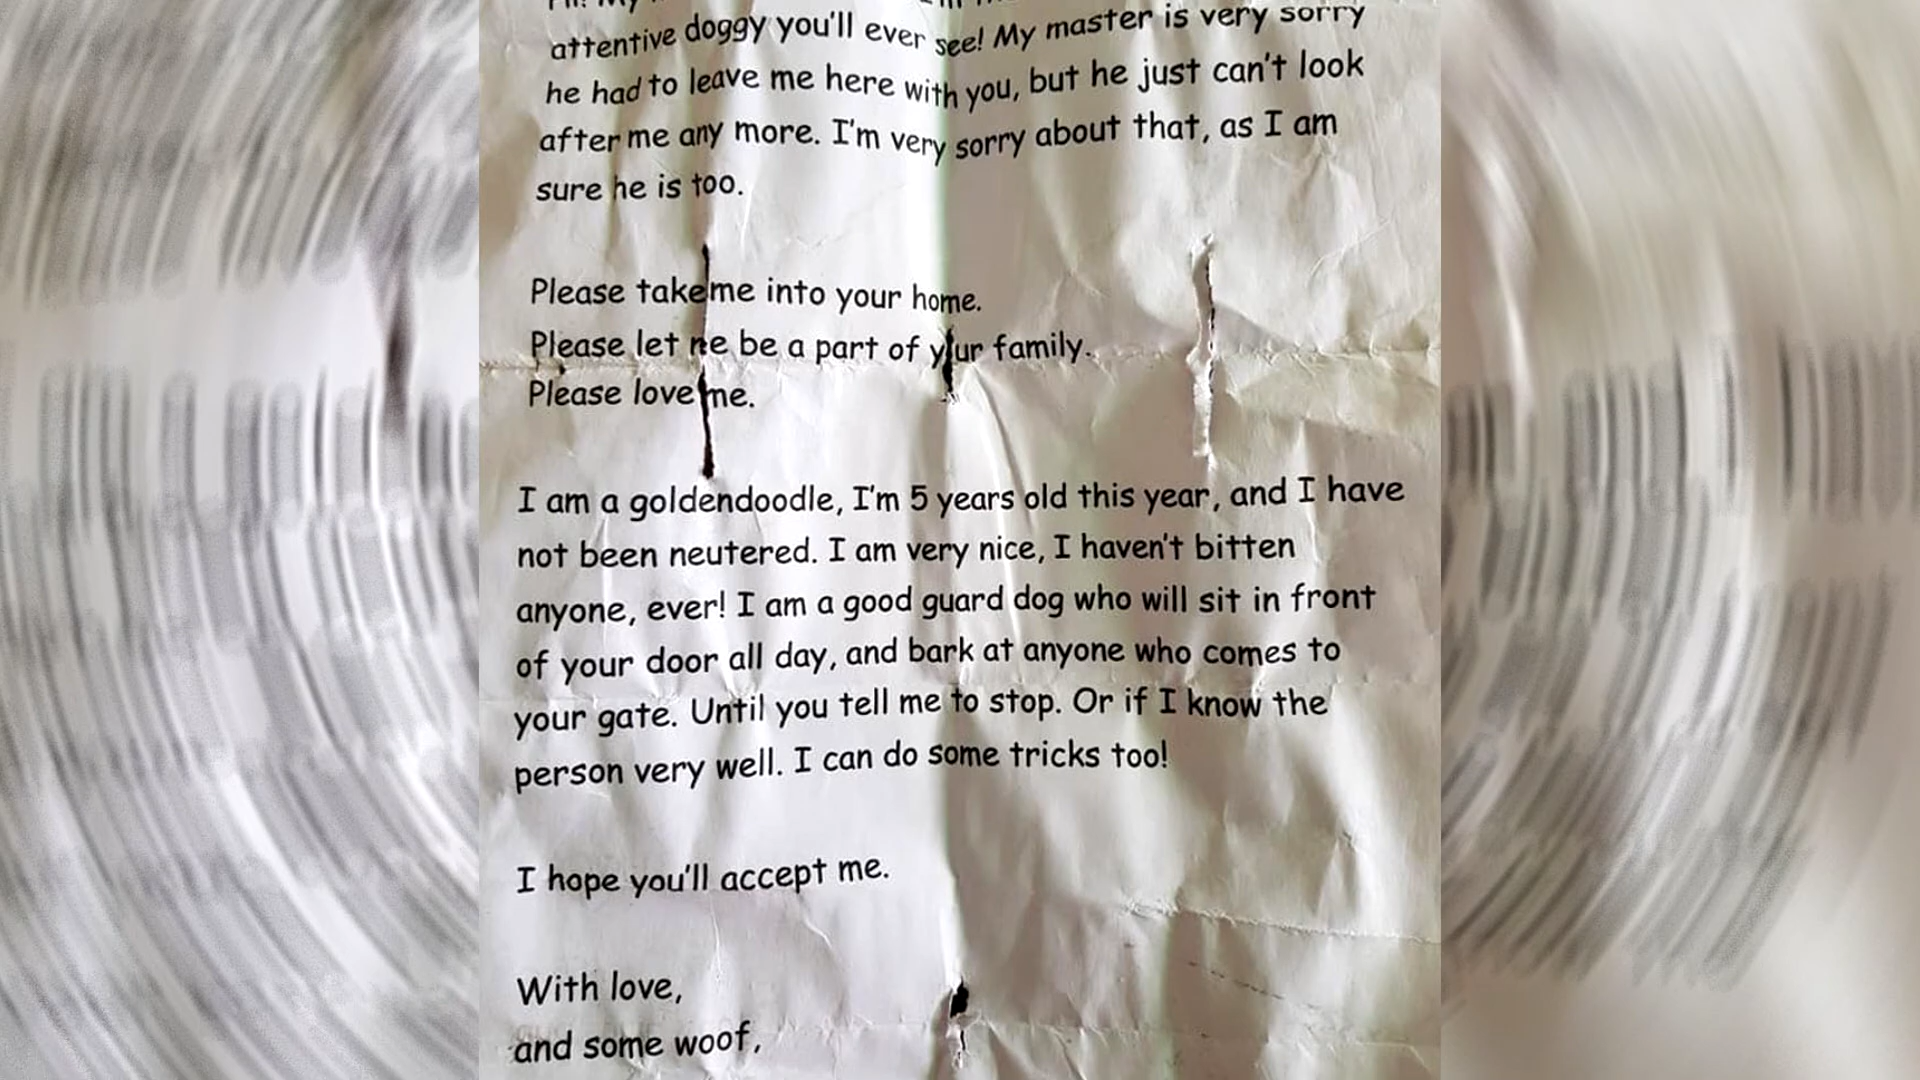 attentive doggy you'll ever see! My master is very sorry
he had to leave me here with you, but he just can't look
after me any more. I'm very sorry about that, as I am
sure he is too.
Please take me into your home.
Please let me be a part of your family.
Please love me.
I am a goldendoodle, I'm 5 years old this year, and I have
not been neutered. I am very nice, I haven't bitten
anyone, ever! I am a good guard dog who will sit in front
of your door all day, and bark at anyone who comes to
your gate. Until you tell me to stop. Or if I know the
person very well. I can do some tricks too!
I hope you'll accept me.
With love,
and some woof,